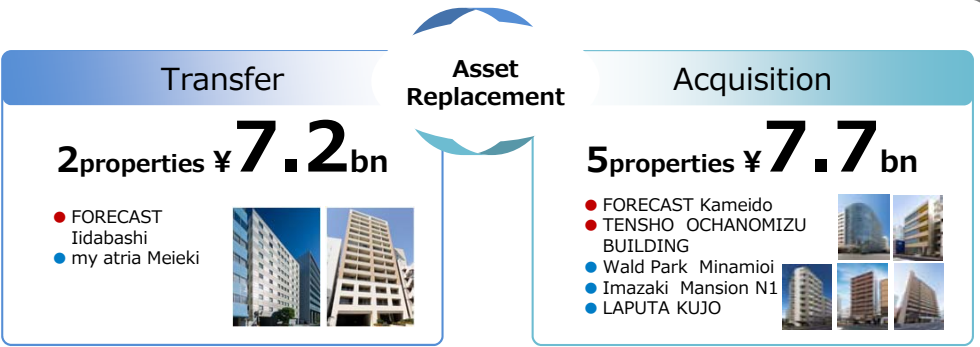 Asset
Replacement
Transfer
2properties ¥7.2bn
● FORECAST
Iidabashi
● my atria Meieki
Acquisition
5properties ¥7.7bn
● FORECAST Kameido
● TENSHO OCHANOMIZU
BUILDING
● Wald Park Minamioi
● Imazaki Mansion N1
● LAPUTA KUJO